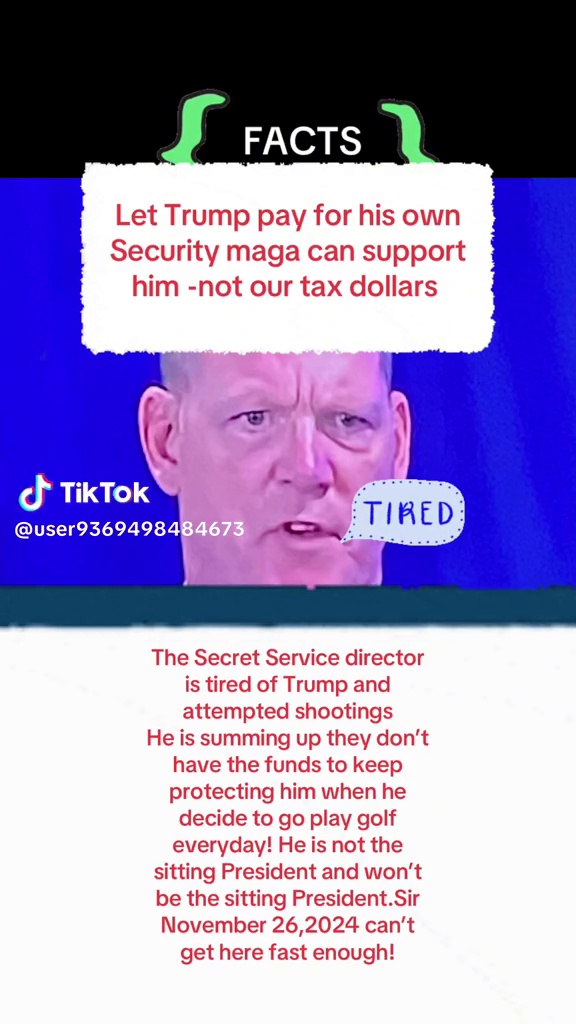 FACTS
Let Trump pay for his own
Security maga can support
him -not our tax dollars
TikTok
@user9369498484673
TIRED
The Secret Service director
is tired of Trump and
attempted shootings
He is summing up they don’t
have the funds to keep
protecting him when he
decide to go play golf
everyday! He is not the
sitting President and won’t
be the sitting President.Sir
November 26,2024 can’t
get here fast enough!